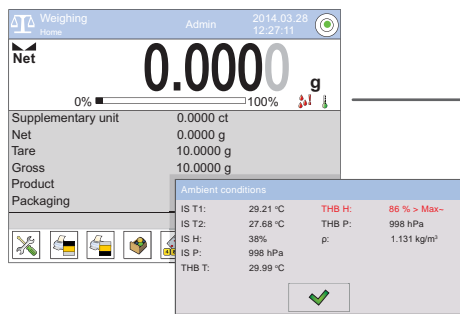 Weighing Admin 2014.03.28
Home 12:27:11
Net
0.00000 g
0% 100%
Supplementary unit 0.0000 ct
Net 0.0000 g
Tare 10.0000 g
Gross 10.0000 g
Product
Packaging
Ambient conditions
IS T1: 29.21 °C THB H: 86 % > Max~
IS T2: 27.68 °C THB P: 998 hPa
IS H: 38% ρ: 1.131 kg/m³
IS P: 998 hPa
THB T: 29.99 °C